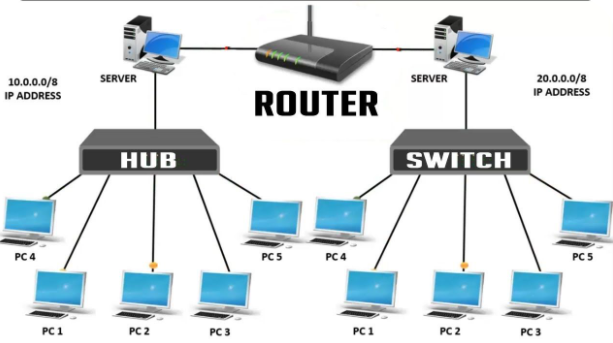 SERVER
SERVER
10.0.0.0/8
IP ADDRESS
20.0.0.0/8
IP ADDRESS
ROUTER
HUB
SWITCH
PC 4
PC 5
PC 4
PC 5
PC 1
PC 2
PC 3
PC 1
PC 2
PC 3